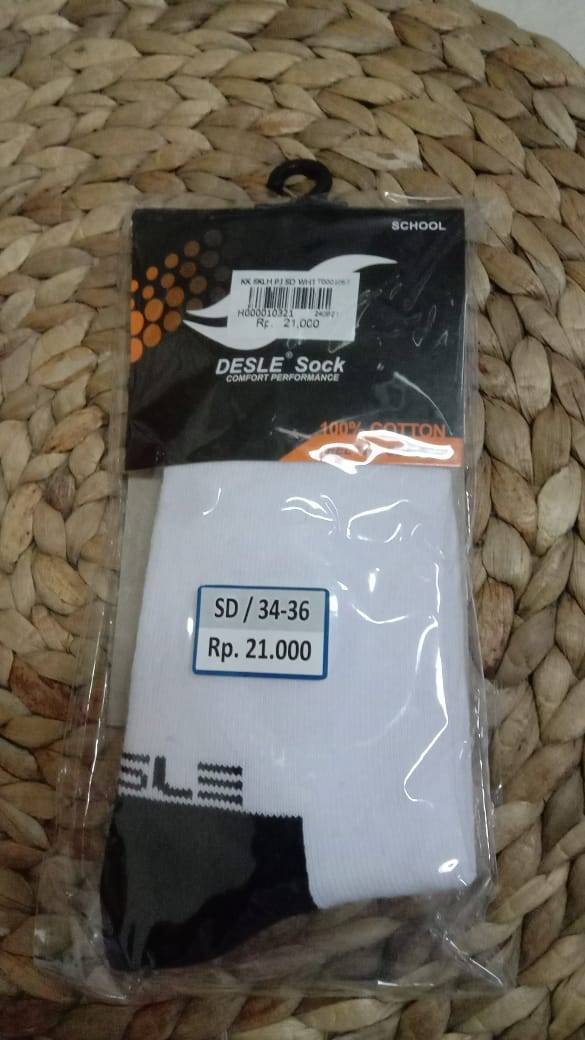 SCHOOL
KK SKLH PJ SD WHT
H000010321
Rp. 21,000
DESLE® Sock
COMFORT PERFORMANCE
100% COTTON
SD / 34-36
Rp. 21.000
SLE